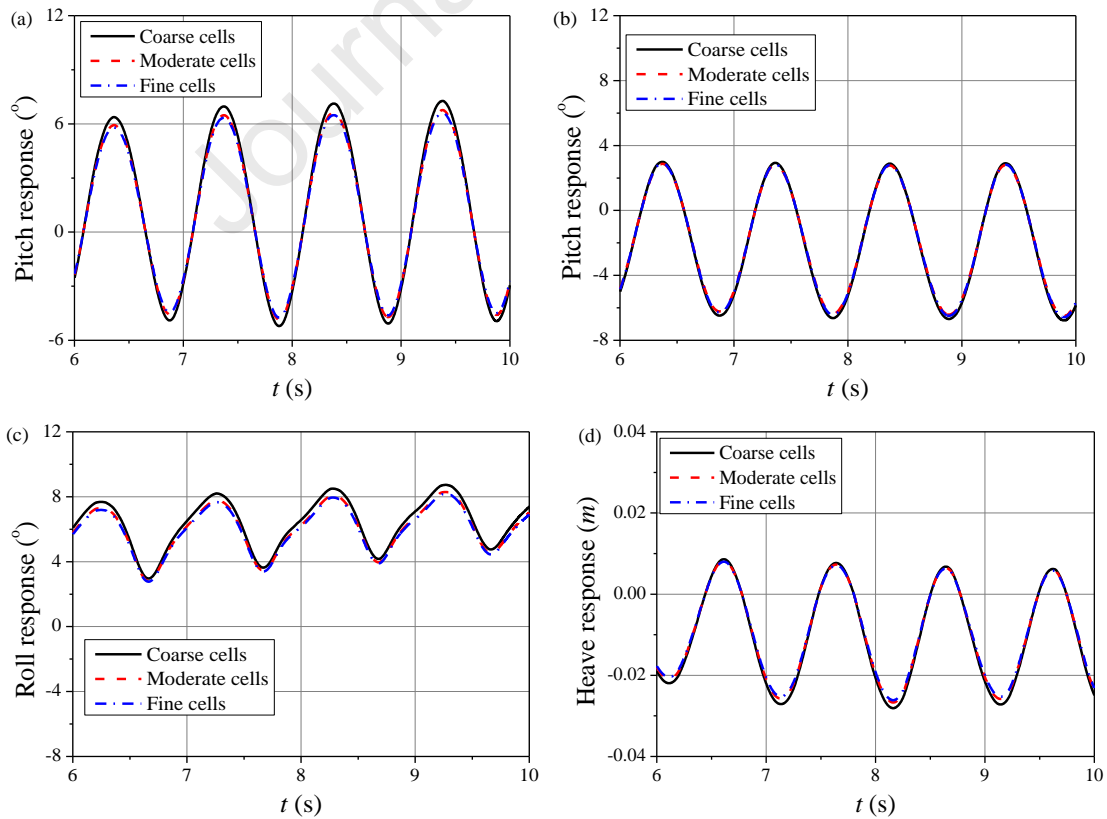 (a)
12
6
0
-6
Pitch response (°)
Coarse cells
Moderate cells
Fine cells
6 7 8 9 10
t (s)
(b)
12
8
4
0
-4
-8
Pitch response (°)
Coarse cells
Moderate cells
Fine cells
6 7 8 9 10
t (s)
(c)
12
8
4
0
-4
-8
Roll response (°)
Coarse cells
Moderate cells
Fine cells
6 7 8 9 10
t (s)
(d)
0.04
0.02
0.00
-0.02
-0.04
Heave response (m)
Coarse cells
Moderate cells
Fine cells
6 7 8 9 10
t (s)